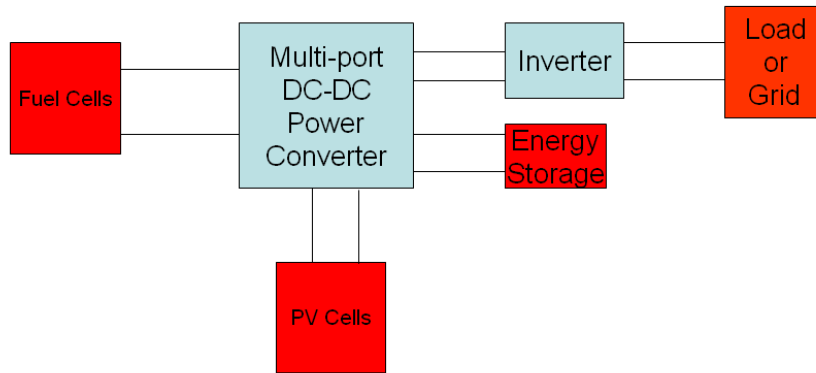 Fuel Cells
Multi-port
DC-DC
Power
Converter
Inverter
Load
or
Grid
Energy
Storage
PV Cells